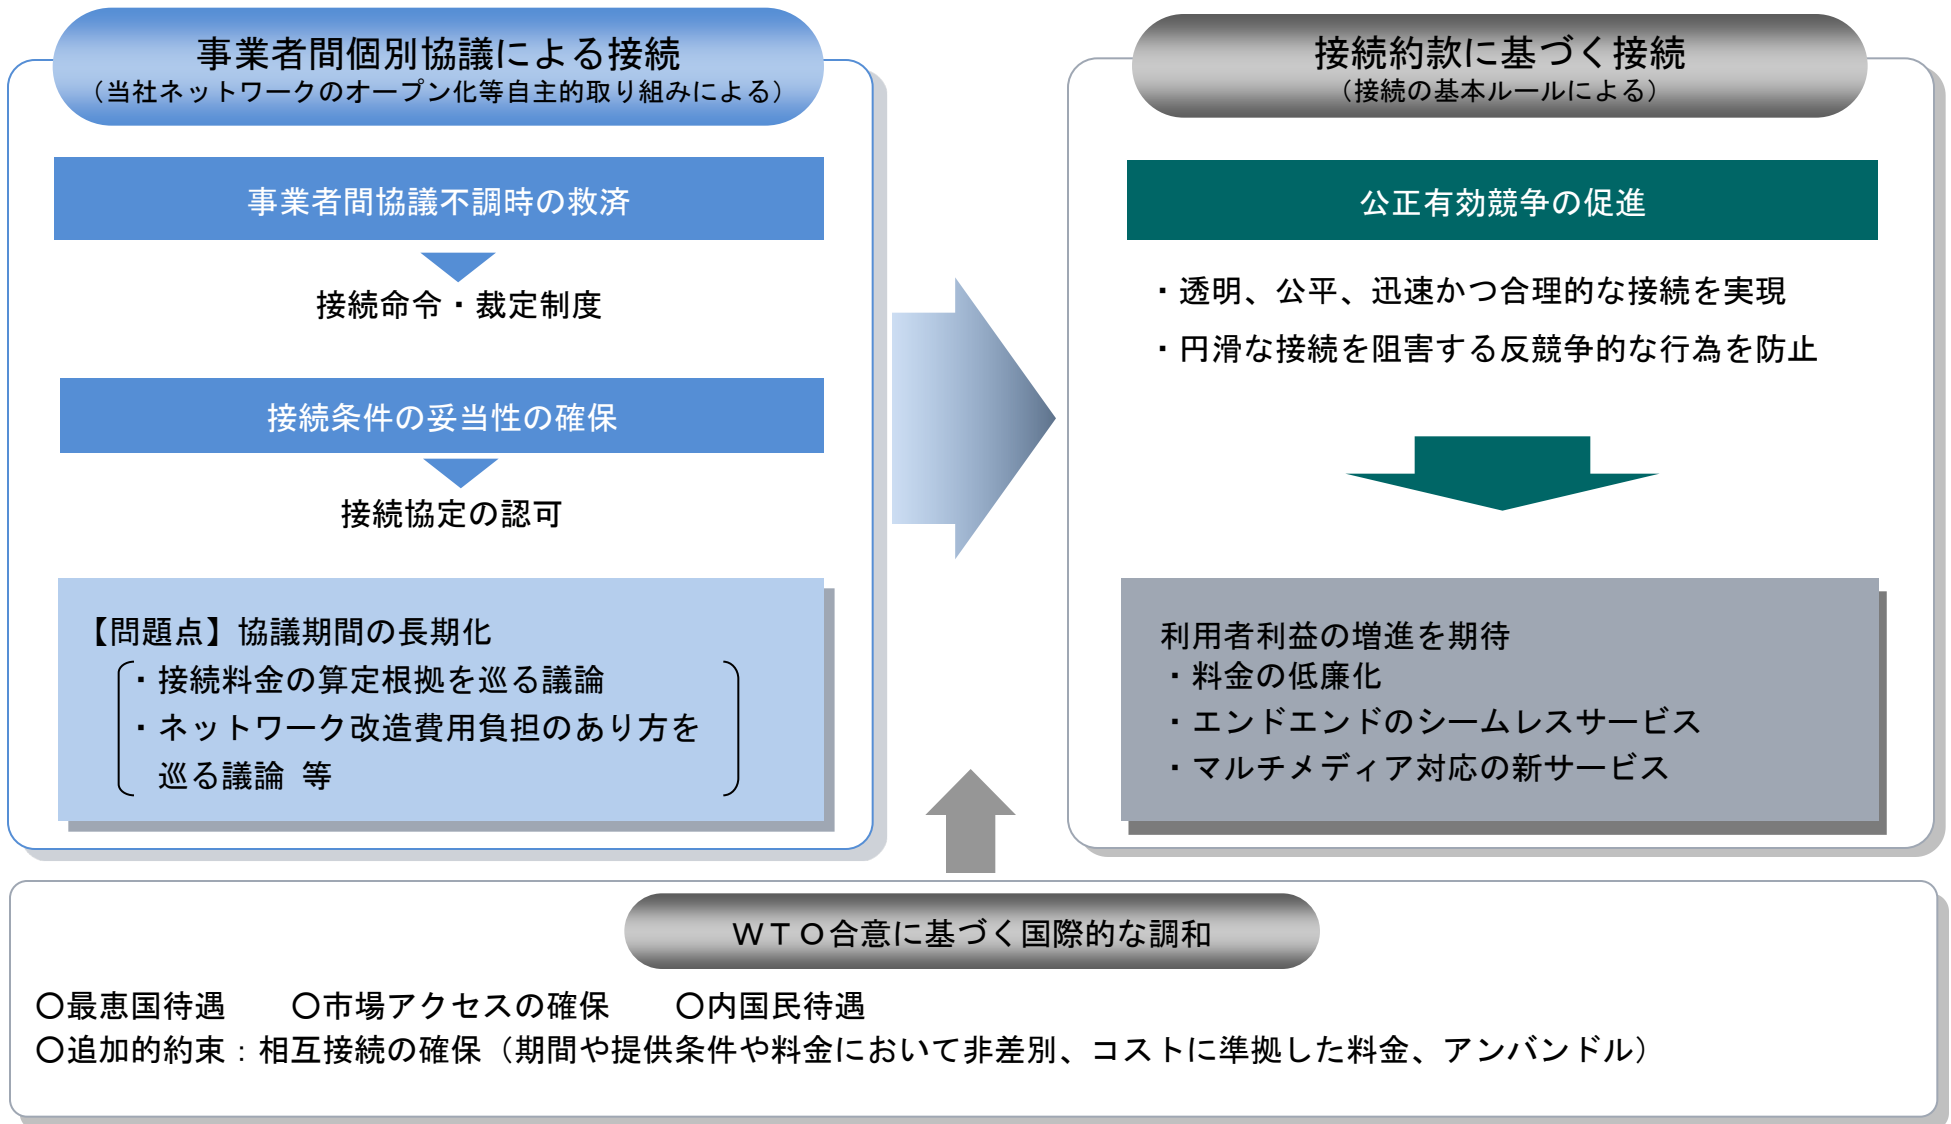 事業者間個別協議による接続
（当社ネットワークのオープン化等自主的取り組みによる）
事業者間協議不調時の救済
接続命令・裁定制度
接続条件の妥当性の確保
接続協定の認可
【問題点】協議期間の長期化
・接続料金の算定根拠を巡る議論
・ネットワーク改造費用負担のあり方を
巡る議論 等
接続約款に基づく接続
（接続の基本ルールによる）
公正有効競争の促進
・透明、公平、迅速かつ合理的な接続を実現
・円滑な接続を阻害する反競争的な行為を防止
利用者利益の増進を期待
・料金の低廉化
・エンドエンドのシームレスサービス
・マルチメディア対応の新サービス
ＷＴＯ合意に基づく国際的な調和
〇最恵国待遇　　〇市場アクセスの確保　　〇内国民待遇
〇追加的約束：相互接続の確保（期間や提供条件や料金において非差別、コストに準拠した料金、アンバンドル）